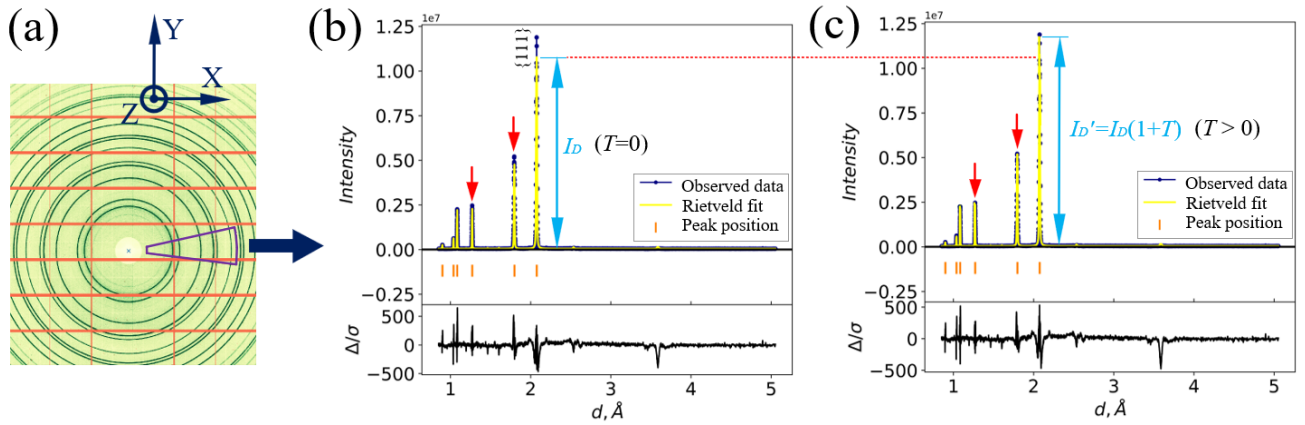 (a)
Y
X
Z
(b)
1e7
1.25
1.00
0.75
0.50
0.25
0.00
−0.25
Intensity
{111}
I_D (T=0)
Observed data
Rietveld fit
Peak position
500
0
−500
Δ/σ
1
2
3
4
5
d, Å
(c)
1e7
1.25
1.00
0.75
0.50
0.25
0.00
−0.25
Intensity
I_D'=I_D(1+T) (T > 0)
Observed data
Rietveld fit
Peak position
500
0
−500
Δ/σ
1
2
3
4
5
d, Å